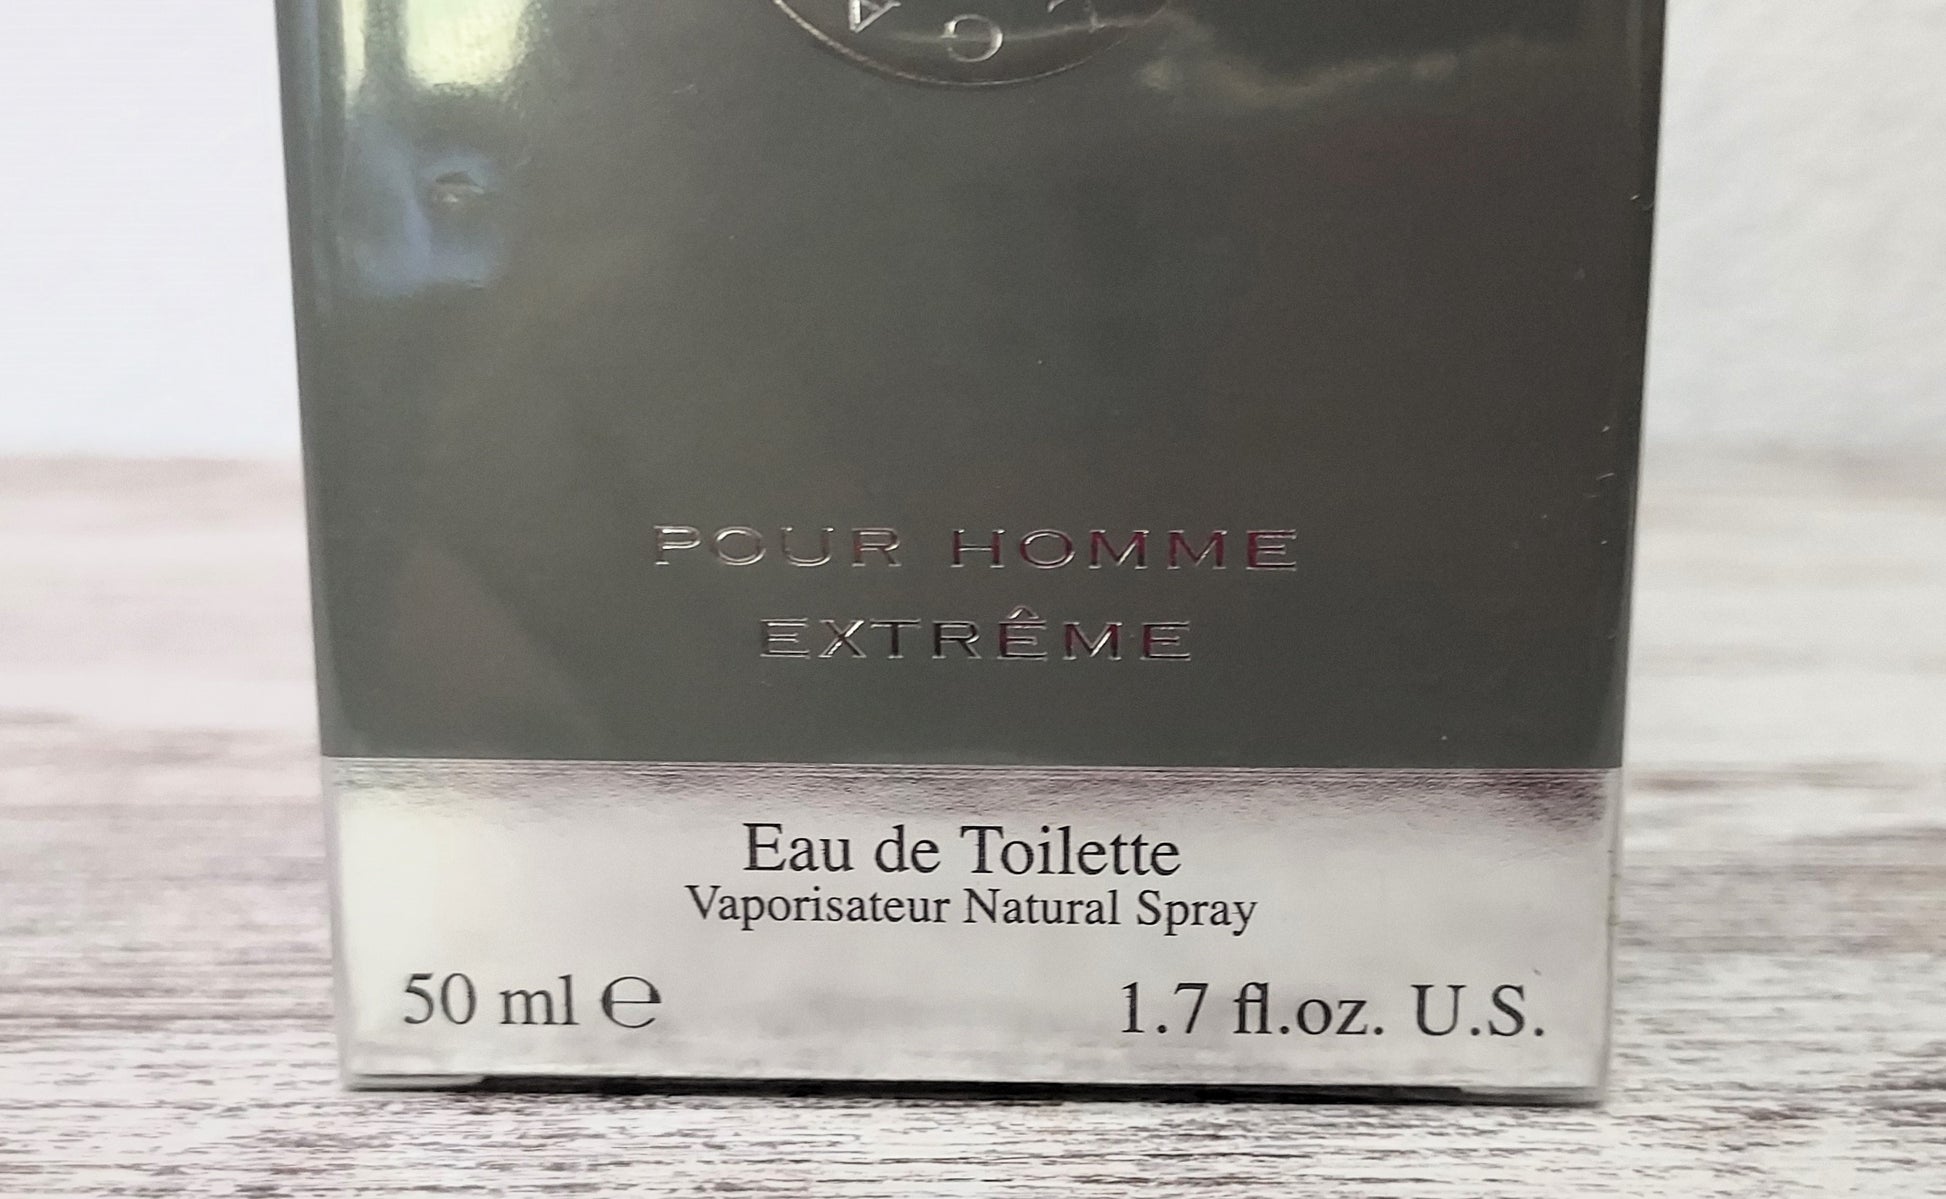 POUR HOMME
EXTRÊME
Eau de Toilette
Vaporisateur Natural Spray
50 ml ℮
1.7 fl.oz. U.S.